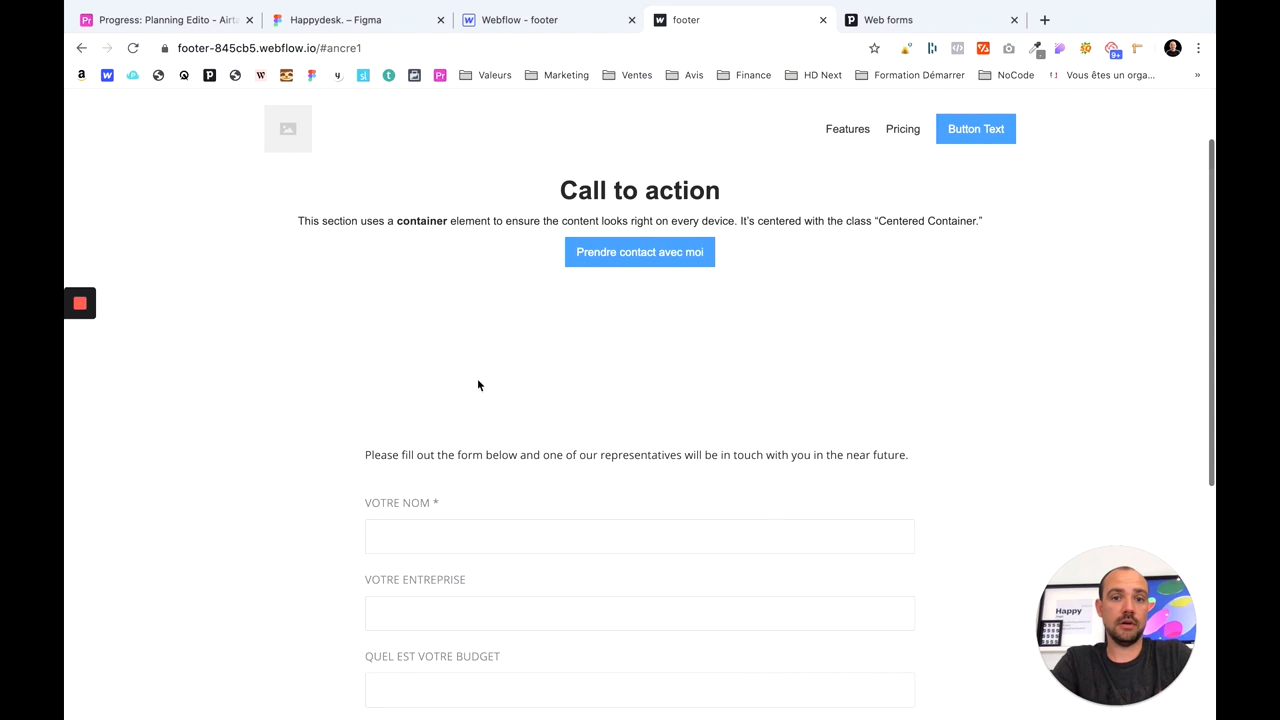 Progress: Planning Edito - Airta
Happydesk. – Figma
Webflow - footer
footer
Web forms
footer-845cb5.webflow.io/#ancre1
9+
Valeurs
Marketing
Ventes
Avis
Finance
HD Next
Formation Démarrer
NoCode
Vous êtes un orga...
»
Features
Pricing
Button Text
Call to action
This section uses a container element to ensure the content looks right on every device. It’s centered with the class “Centered Container.”
Prendre contact avec moi
Please fill out the form below and one of our representatives will be in touch with you in the near future.
VOTRE NOM *
VOTRE ENTREPRISE
QUEL EST VOTRE BUDGET
Happy